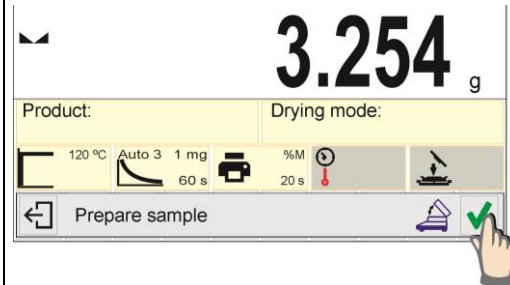 3.254 g
Product: Drying mode:
120 ºC Auto 3 1 mg %M
60 s 20 s
Prepare sample